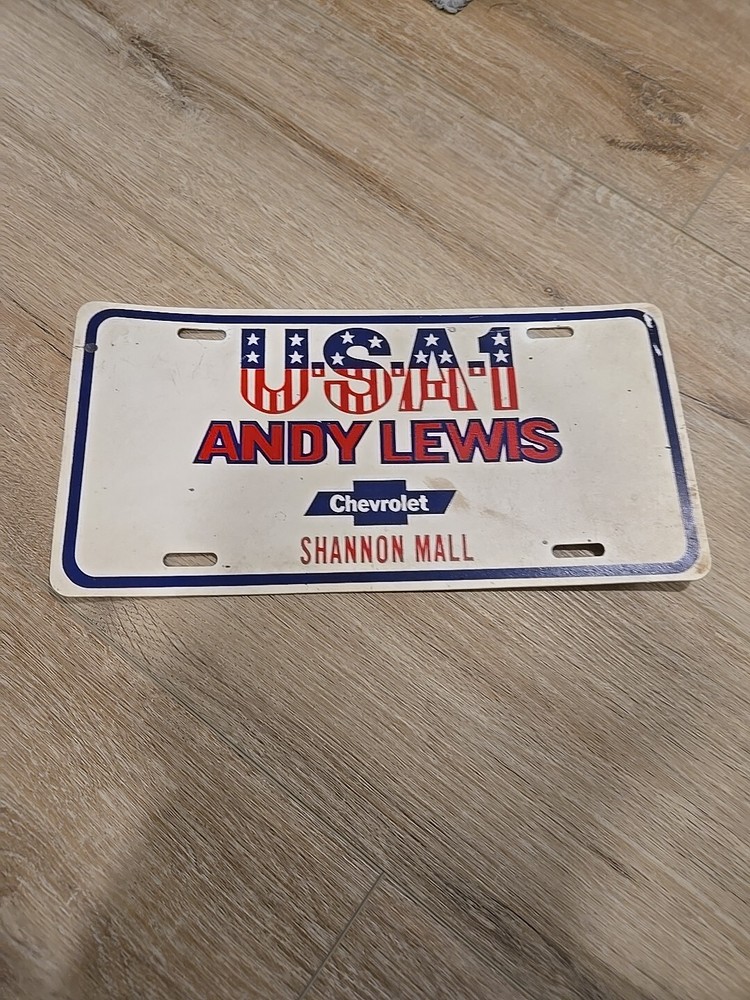 U·S·A·1
ANDY LEWIS
Chevrolet
SHANNON MALL